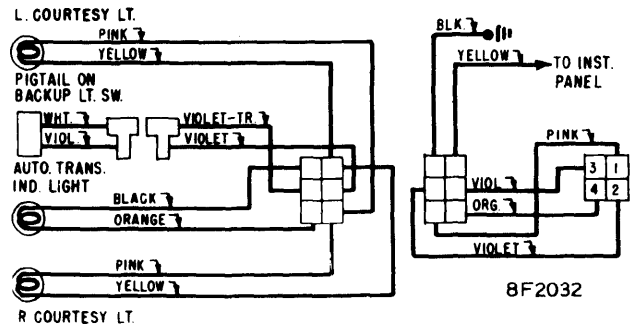 L. COURTESY LT.
PINK
YELLOW
PIGTAIL ON
BACKUP LT. SW.
WHT.
VIOL.
VIOLET-TR.
VIOLET
AUTO. TRANS.
IND. LIGHT
BLACK
ORANGE
PINK
YELLOW
R COURTESY LT.
BLK.
YELLOW
TO INST.
PANEL
PINK
3 1
4 2
VIOL
ORG.
VIOLET
8F2032